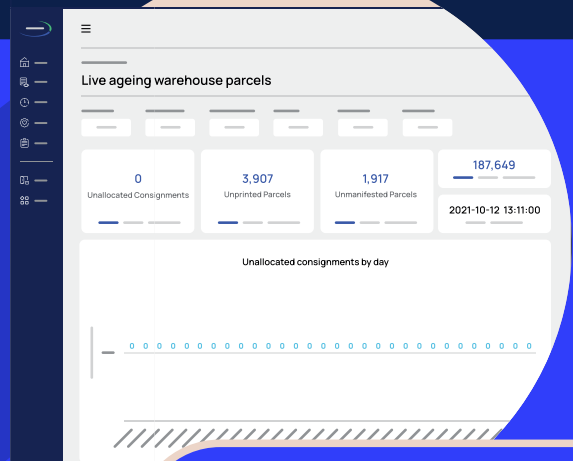 Live ageing warehouse parcels
0
Unallocated Consignments
3,907
Unprinted Parcels
1,917
Unmanifested Parcels
187,649
2021-10-12 13:11:00
Unallocated consignments by day
0 0 0 0 0 0 0 0 0 0 0 0 0 0 0 0 0 0 0 0 0 0 0 0 0 0 0 0 0 0